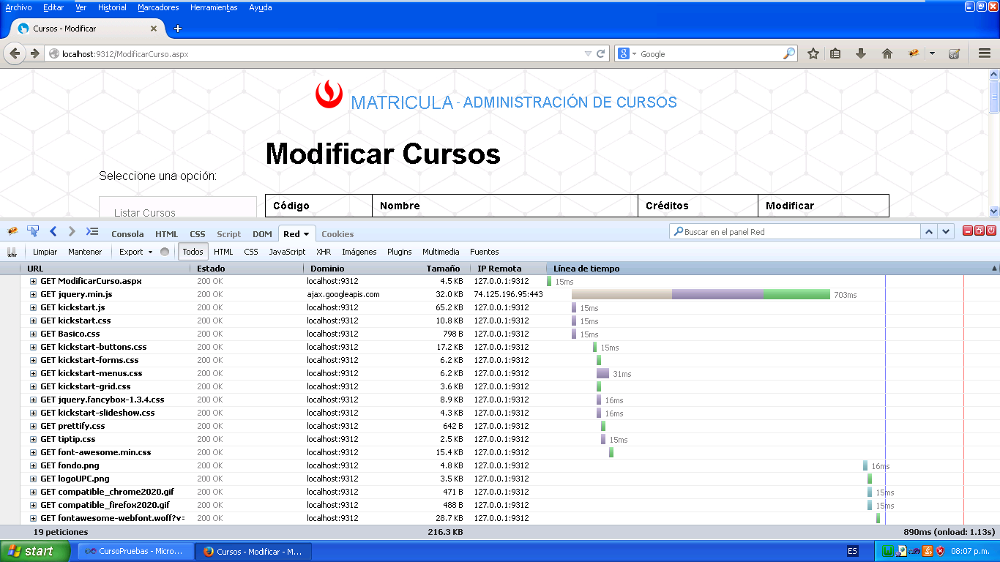 Archivo Editar Ver Historial Marcadores Herramientas Ayuda
Cursos - Modificar
localhost:9312/ModificarCurso.aspx
Google
MATRICULA - ADMINISTRACIÓN DE CURSOS
Modificar Cursos
Seleccione una opción:
Listar Cursos
Código Nombre Créditos Modificar
Consola HTML CSS Script DOM Red Cookies
Buscar en el panel Red
xhr Limpiar Mantener Export Todos HTML CSS JavaScript XHR Imágenes Plugins Multimedia Fuentes
URL Estado Dominio Tamaño IP Remota Línea de tiempo
GET ModificarCurso.aspx 200 OK localhost:9312 4.5 KB 127.0.0.1:9312 15ms
GET jquery.min.js 200 OK ajax.googleapis.com 32.0 KB 74.125.196.95:443 703ms
GET kickstart.js 200 OK localhost:9312 65.2 KB 127.0.0.1:9312 15ms
GET kickstart.css 200 OK localhost:9312 10.8 KB 127.0.0.1:9312 15ms
GET Basico.css 200 OK localhost:9312 798 B 127.0.0.1:9312 15ms
GET kickstart-buttons.css 200 OK localhost:9312 17.2 KB 127.0.0.1:9312 15ms
GET kickstart-forms.css 200 OK localhost:9312 6.2 KB 127.0.0.1:9312
GET kickstart-menus.css 200 OK localhost:9312 6.2 KB 127.0.0.1:9312 31ms
GET kickstart-grid.css 200 OK localhost:9312 3.6 KB 127.0.0.1:9312
GET jquery.fancybox-1.3.4.css 200 OK localhost:9312 8.9 KB 127.0.0.1:9312 16ms
GET kickstart-slideshow.css 200 OK localhost:9312 4.3 KB 127.0.0.1:9312 16ms
GET prettify.css 200 OK localhost:9312 642 B 127.0.0.1:9312
GET tiptip.css 200 OK localhost:9312 2.5 KB 127.0.0.1:9312 15ms
GET font-awesome.min.css 200 OK localhost:9312 15.4 KB 127.0.0.1:9312
GET fondo.png 200 OK localhost:9312 4.8 KB 127.0.0.1:9312 16ms
GET logoUPC.png 200 OK localhost:9312 3.5 KB 127.0.0.1:9312
GET compatible_chrome2020.gif 200 OK localhost:9312 471 B 127.0.0.1:9312 15ms
GET compatible_firefox2020.gif 200 OK localhost:9312 488 B 127.0.0.1:9312 15ms
GET fontawesome-webfont.woff?v= 200 OK localhost:9312 28.7 KB 127.0.0.1:9312
19 peticiones 216.3 KB 890ms (onload: 1.13s)
start CursoPruebas - Micro... Cursos - Modificar - M... ES 08:07 p.m.